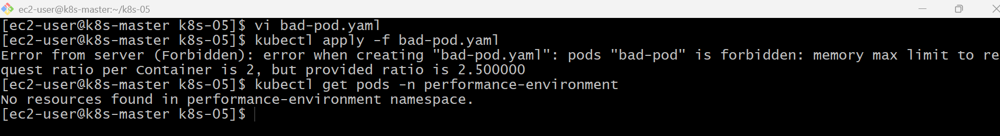 ec2-user@k8s-master:~/k8s-05
[ec2-user@k8s-master k8s-05]$ vi bad-pod.yaml
[ec2-user@k8s-master k8s-05]$ kubectl apply -f bad-pod.yaml
Error from server (Forbidden): error when creating "bad-pod.yaml": pods "bad-pod" is forbidden: memory max limit to re
quest ratio per Container is 2, but provided ratio is 2.500000
[ec2-user@k8s-master k8s-05]$ kubectl get pods -n performance-environment
No resources found in performance-environment namespace.
[ec2-user@k8s-master k8s-05]$